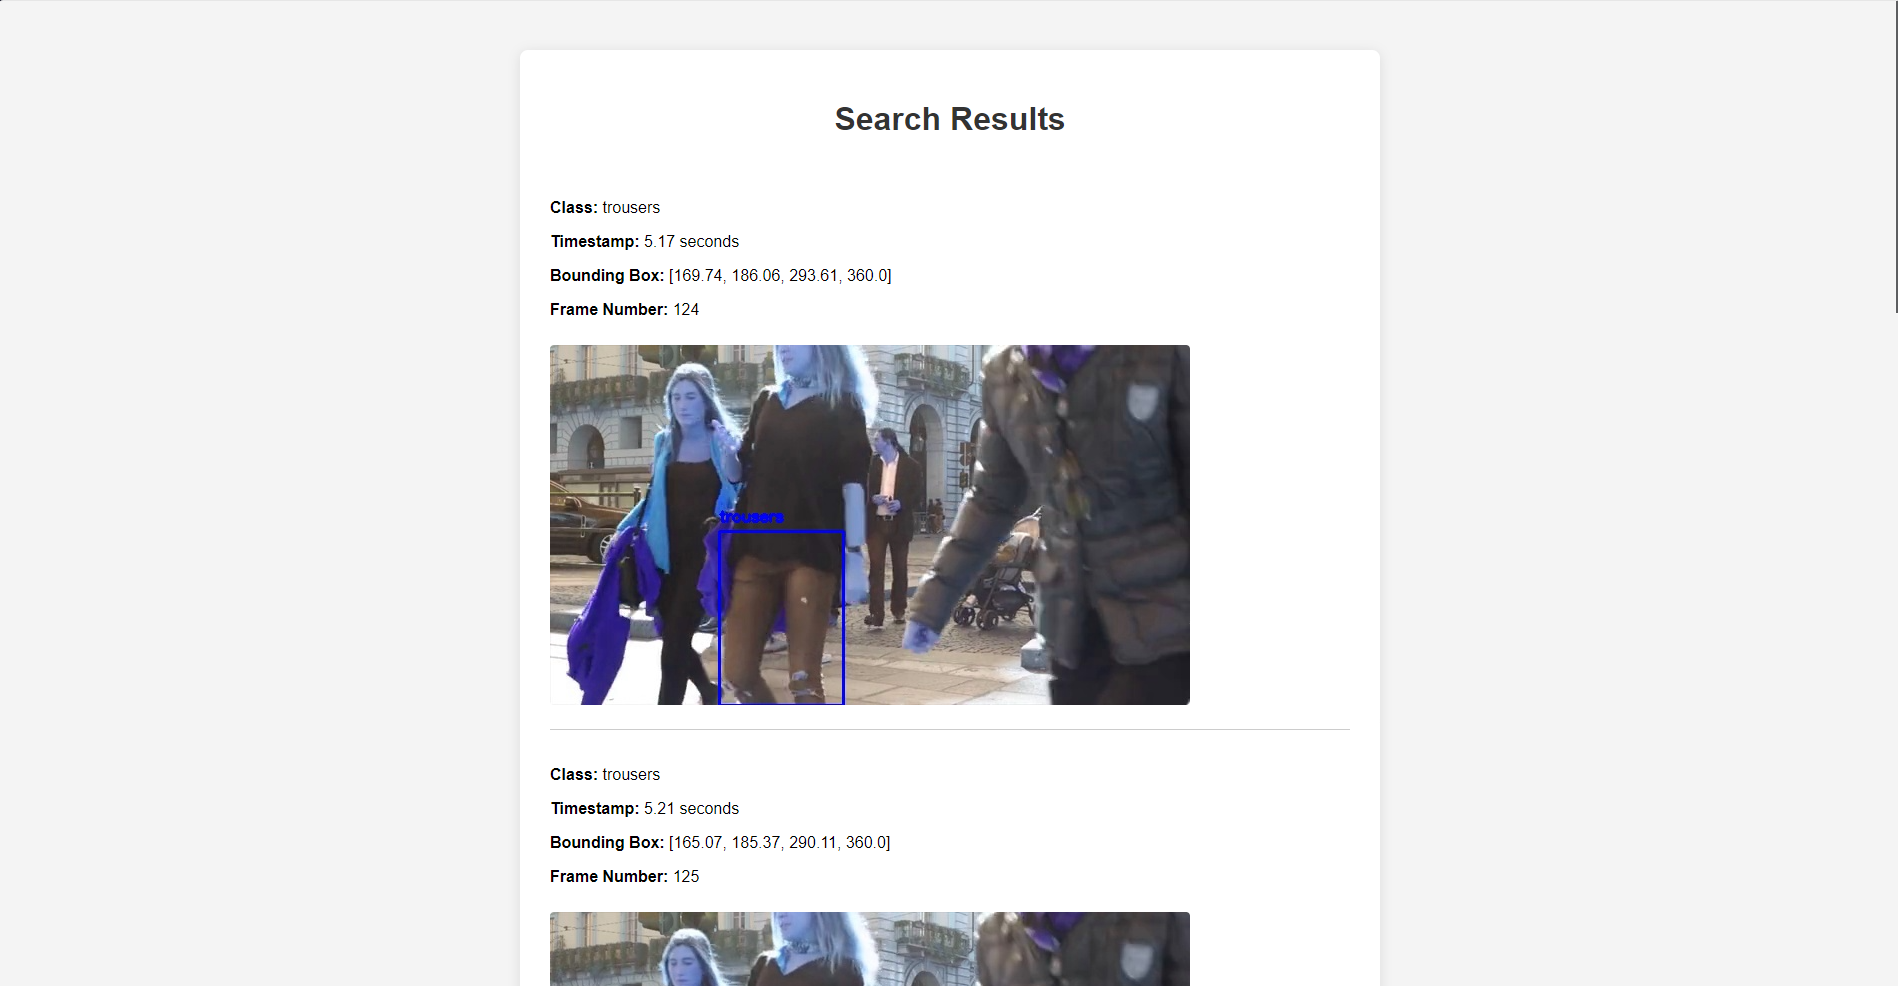 Search Results
Class: trousers
Timestamp: 5.17 seconds
Bounding Box: [169.74, 186.06, 293.61, 360.0]
Frame Number: 124
trousers
Class: trousers
Timestamp: 5.21 seconds
Bounding Box: [165.07, 185.37, 290.11, 360.0]
Frame Number: 125